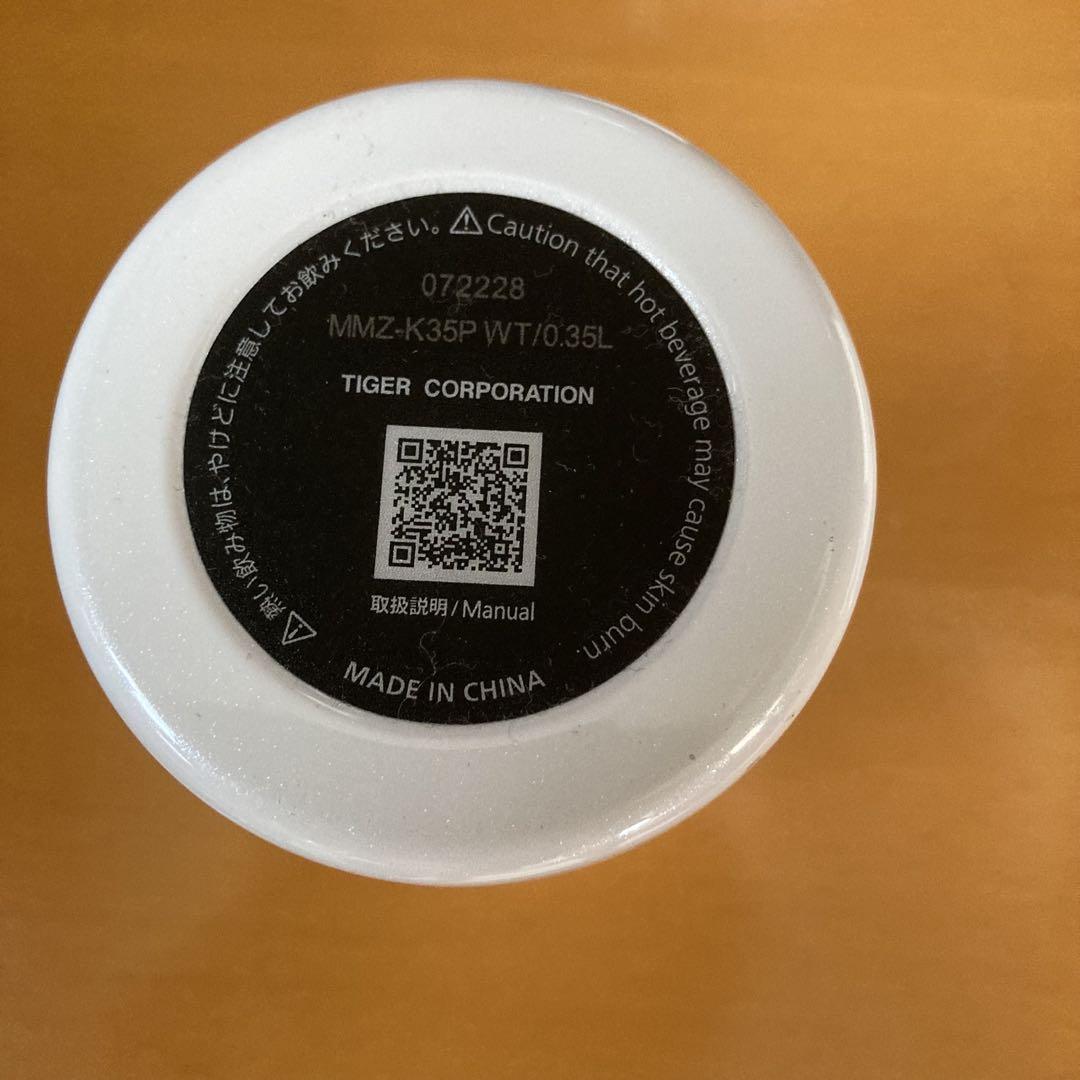 ⚠熱い飲み物は、やけどに注意してお飲みください。
⚠Caution that hot beverage may cause skin burn.
072228
MMZ-K35P WT/0.35L
TIGER CORPORATION
取扱説明/Manual
MADE IN CHINA